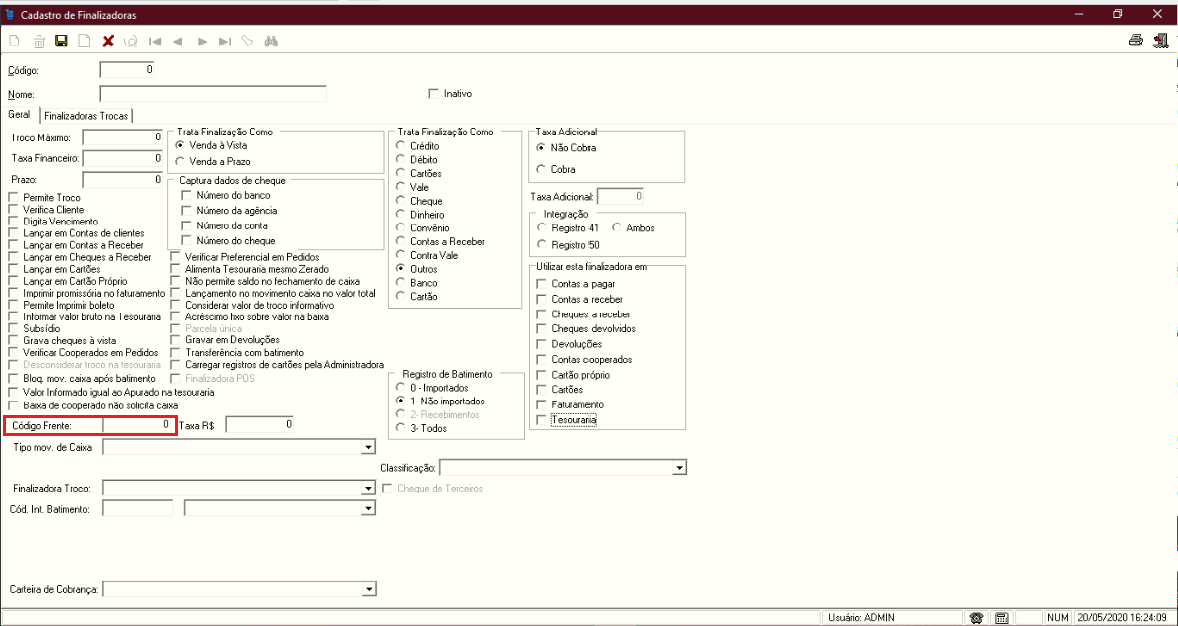 Cadastro de Finalizadoras
Código: 0
Nome:
Inativo
Geral Finalizadoras Trocas
Troco Máximo: 0
Taxa Financeiro: 0
Prazo: 0
Permite Troco
Verifica Cliente
Digita Vencimento
Lançar em Contas de clientes
Lançar em Contas a Receber
Lançar em Cheques a Receber
Lançar em Cartões
Lançar em Cartão Próprio
Imprimir promissória no faturamento
Permite Imprimir boleto
Informar valor bruto na Tesouraria
Subsídio
Grava cheques à vista
Verificar Cooperados em Pedidos
Desconsiderar troco na tesouraria
Bloq. mov. caixa após batimento
Valor Informado igual ao Apurado na tesouraria
Baixa de cooperado não solicita caixa
Trata Finalização Como
Venda à Vista
Venda a Prazo
Captura dados de cheque
Número do banco
Número da agência
Número da conta
Número do cheque
Verificar Preferencial em Pedidos
Alimenta Tesouraria mesmo Zerado
Não permite saldo no fechamento de caixa
Lançamento no movimento caixa no valor total
Considerar valor de troco informativo
Acréscimo fixo sobre valor na baixa
Parcela única
Gravar em Devoluções
Transferência com batimento
Carregar registros de cartões pela Administradora
Finalizadora POS
Trata Finalização Como
Crédito
Débito
Cartões
Vale
Cheque
Dinheiro
Convênio
Contas a Receber
Contra Vale
Outros
Banco
Cartão
Registro de Batimento
0 - Importados
1- Não importados
2- Recebimentos
3- Todos
Taxa Adicional
Não Cobra
Cobra
Taxa Adicional: 0
Integração
Registro 41 Ambos
Registro 50
Utilizar esta finalizadora em
Contas a pagar
Contas a receber
Cheques a receber
Cheques devolvidos
Devoluções
Contas cooperados
Cartão próprio
Cartões
Faturamento
Tesouraria
Código Frente: 0 Taxa R$ 0
Tipo mov. de Caixa
Classificação:
Finalizadora Troco:
Cheque de Terceiros
Cód. Int. Batimento:
Carteira de Cobrança:
Usuário: ADMIN NUM 20/05/2020 16:24:09